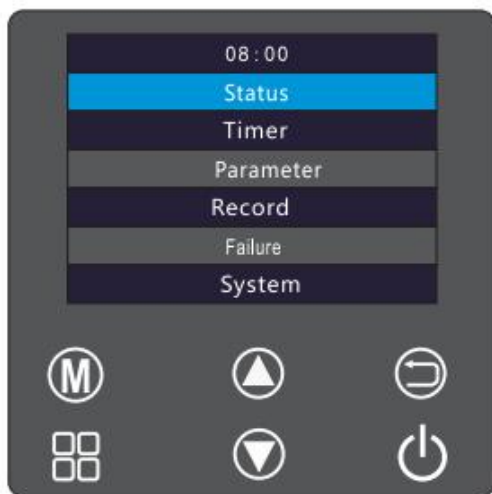 08:00
Status
Timer
Parameter
Record
Failure
System
M